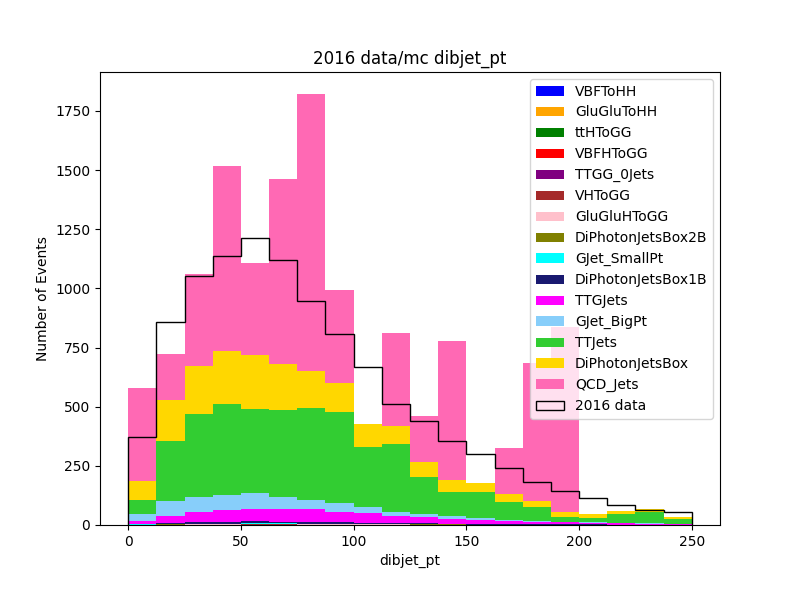 2016 data/mc dibjet_pt
Number of Events
1750
1500
1250
1000
750
500
250
0
0
50
100
150
200
250
dibjet_pt
VBFToHH
GluGluToHH
ttHToGG
VBFHToGG
TTGG_0Jets
VHToGG
GluGluHToGG
DiPhotonJetsBox2B
GJet_SmallPt
DiPhotonJetsBox1B
TTGJets
GJet_BigPt
TTJets
DiPhotonJetsBox
QCD_Jets
2016 data